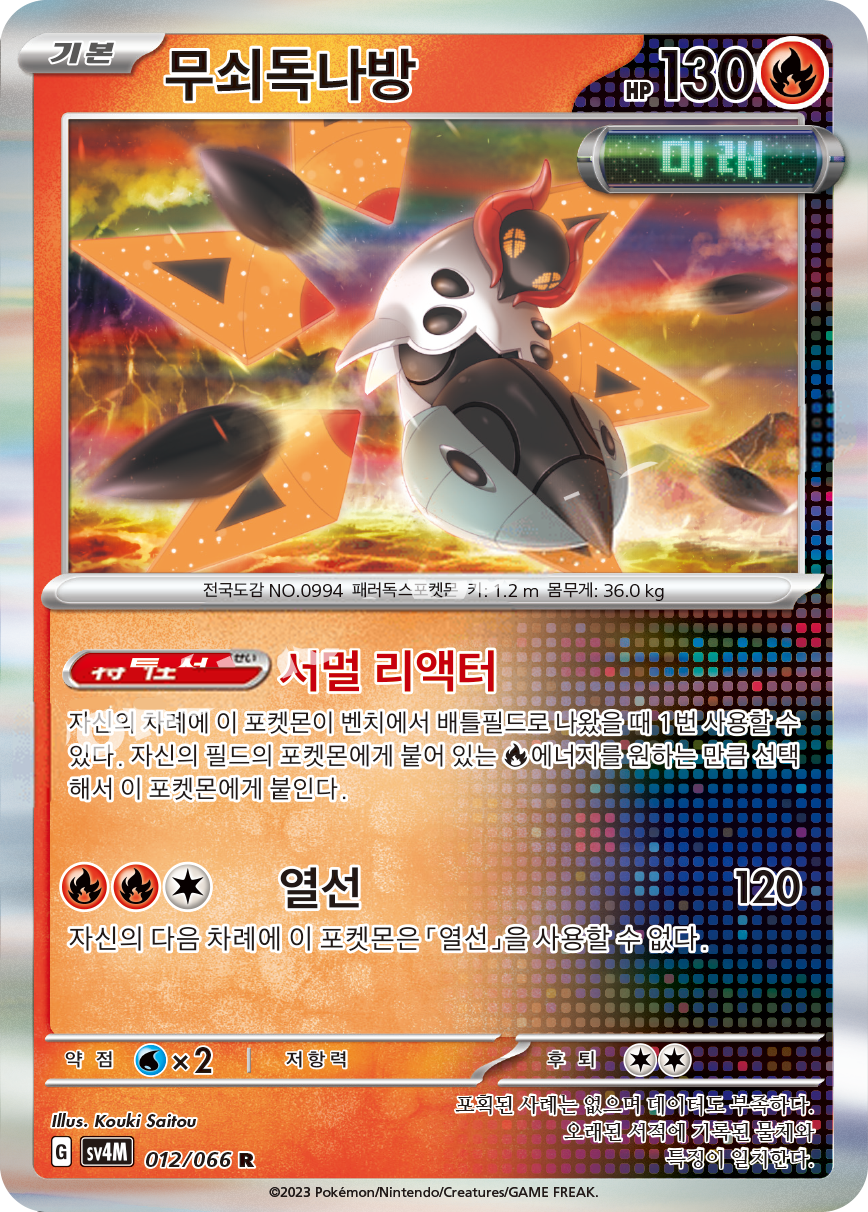 기본
무쇠독나방
HP 130
미래
전국도감 NO.0994 패러독스포켓몬 키: 1.2 m 몸무게: 36.0 kg
서멀 리액터
자신의 차례에 이 포켓몬이 벤치에서 배틀필드로 나왔을 때 1번 사용할 수
있다. 자신의 필드의 포켓몬에게 붙어 있는 에너지를 원하는 만큼 선택
해서 이 포켓몬에게 붙인다.
열선 120
자신의 다음 차례에 이 포켓몬은 「열선」을 사용할 수 없다.
약점 ×2 저항력 후퇴
포획된 사례는 없으며 데이터도 부족하다.
오래된 서적에 기록된 물체와
특징이 일치한다.
Illus. Kouki Saitou
G sv4M 012/066 R
©2023 Pokémon/Nintendo/Creatures/GAME FREAK.